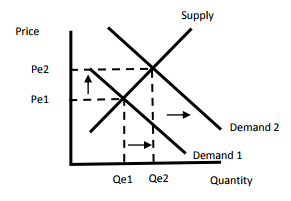 Supply
Price
Pe2
Pe1
Demand 2
Demand 1
Qe1 Qe2 Quantity